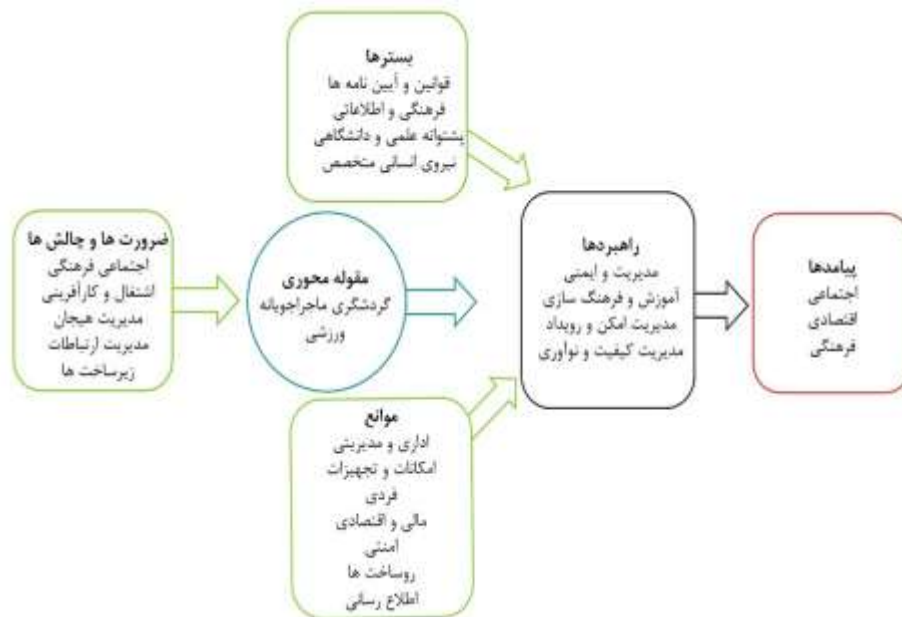 بسترها
قوانین و آیین نامه ها
فرهنگی و اطلاعاتی
پشتوانه علمی و دانشگاهی
نیروی انسانی متخصص
ضرورت ها و چالش ها
اجتماعی فرهنگی
اشتغال و کارآفرینی
مدیریت هیجان
مدیریت ارتباطات
زیرساخت ها
مقوله محوری
گردشگری ماجراجویانه
ورزشی
راهبردها
مدیریت و ایمنی
آموزش و فرهنگ سازی
مدیریت امکن و رویداد
مدیریت کیفیت و نوآوری
پیامدها
اجتماعی
اقتصادی
فرهنگی
موانع
اداری و مدیریتی
امکانات و تجهیزات
فردی
مالی و اقتصادی
امنتی
روساخت ها
اطلاع رسانی